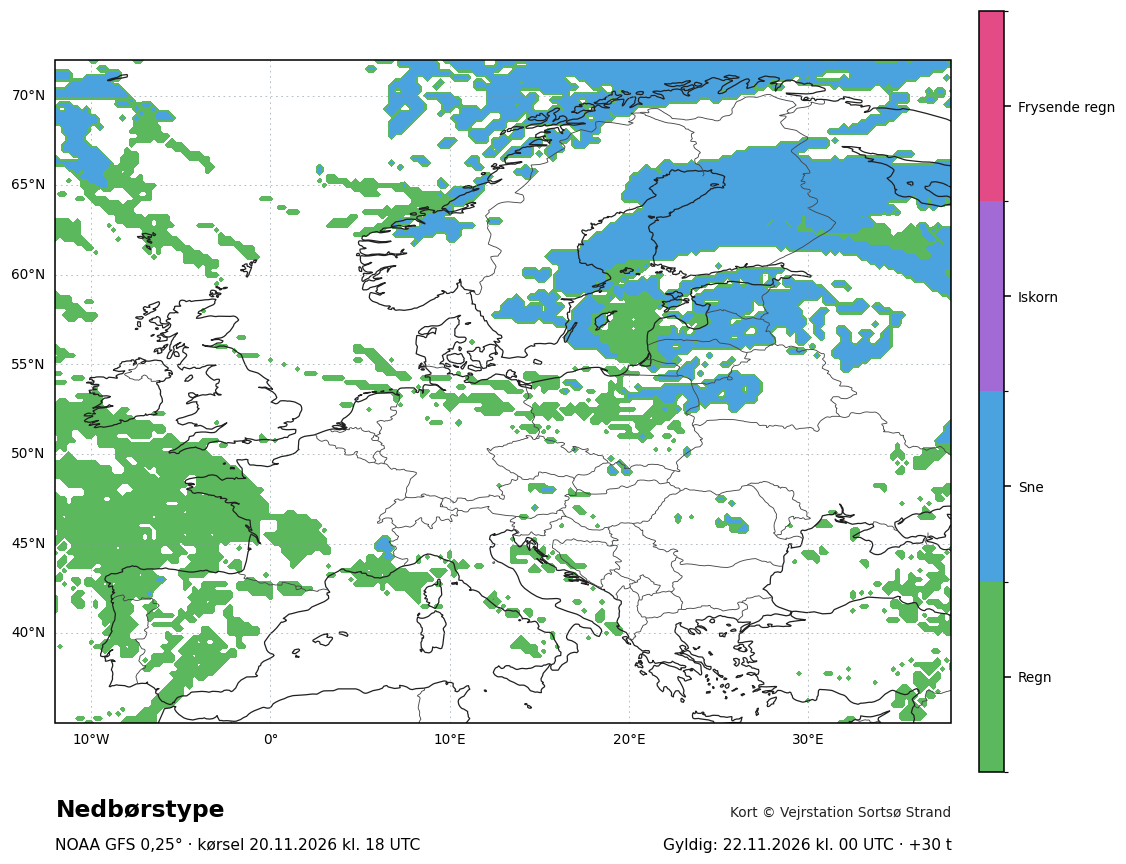 70°N
65°N
60°N
55°N
50°N
45°N
40°N
10°W
0°
10°E
20°E
30°E
Frysende regn
Iskorn
Sne
Regn
Nedbørstype
Kort © Vejrstation Sortsø Strand
NOAA GFS 0,25° · kørsel 20.11.2026 kl. 18 UTC
Gyldig: 22.11.2026 kl. 00 UTC · +30 t